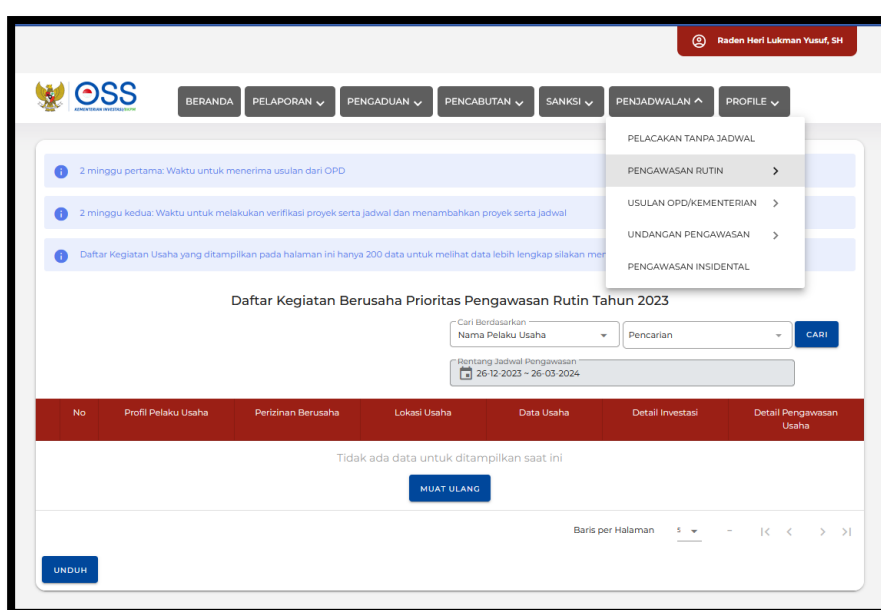 Raden Heri Lukman Yusuf, SH
OSS
BERANDA PELAPORAN PENGADUAN PENCABUTAN SANKSI PENJADWALAN PROFILE
PELACAKAN TANPA JADWAL
PENGAWASAN RUTIN
USULAN OPD/KEMENTERIAN
UNDANGAN PENGAWASAN
PENGAWASAN INSIDENTAL
2 minggu pertama: Waktu untuk menerima usulan dari OPD
2 minggu kedua: Waktu untuk melakukan verifikasi proyek serta jadwal dan menambahkan proyek serta jadwal
Daftar Kegiatan Usaha yang ditampilkan pada halaman ini hanya 200 data untuk melihat data lebih lengkap silakan
Daftar Kegiatan Berusaha Prioritas Pengawasan Rutin Tahun 2023
Cari Berdasarkan
Nama Pelaku Usaha Pencarian CARI
Rentang Jadwal Pengawasan
26-12-2023 ~ 26-03-2024
No Profil Pelaku Usaha Perizinan Berusaha Lokasi Usaha Data Usaha Detail Investasi Detail Pengawasan
Usaha
Tidak ada data untuk ditampilkan saat ini
MUAT ULANG
Baris per Halaman 5 –
UNDUH